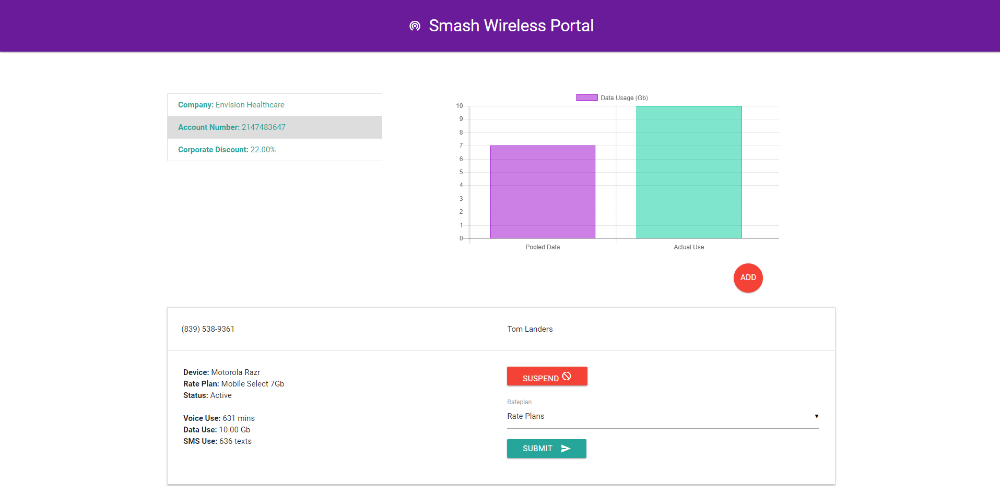 Smash Wireless Portal
Company: Envision Healthcare
Account Number: 2147483647
Corporate Discount: 22.00%
Data Usage (Gb)
10
9
8
7
6
5
4
3
2
1
0
Pooled Data
Actual Use
ADD
(839) 538-9361
Tom Landers
Device: Motorola Razr
Rate Plan: Mobile Select 7Gb
Status: Active
Voice Use: 631 mins
Data Use: 10.00 Gb
SMS Use: 636 texts
SUSPEND
Rateplan
Rate Plans
SUBMIT